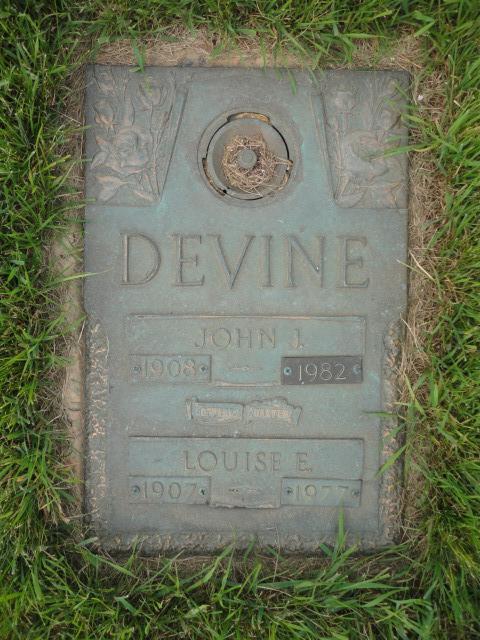 DEVINE
JOHN J.
1908 1982
LOUISE E.
1907 1977